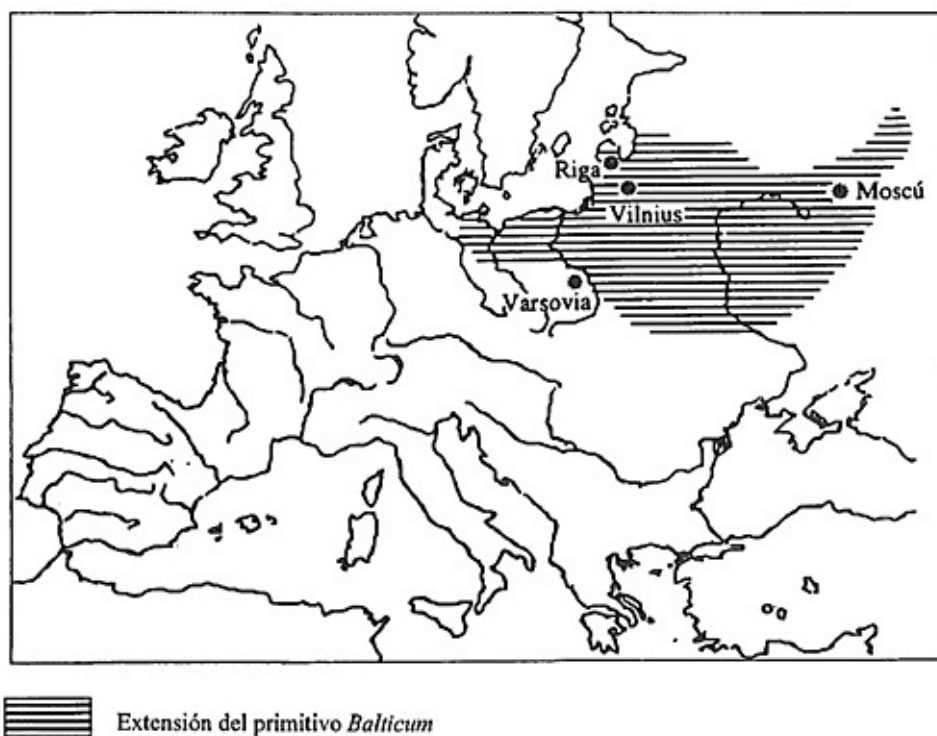 Riga
Moscú
Vilnius
Varsovia
Extensión del primitivo Balticum